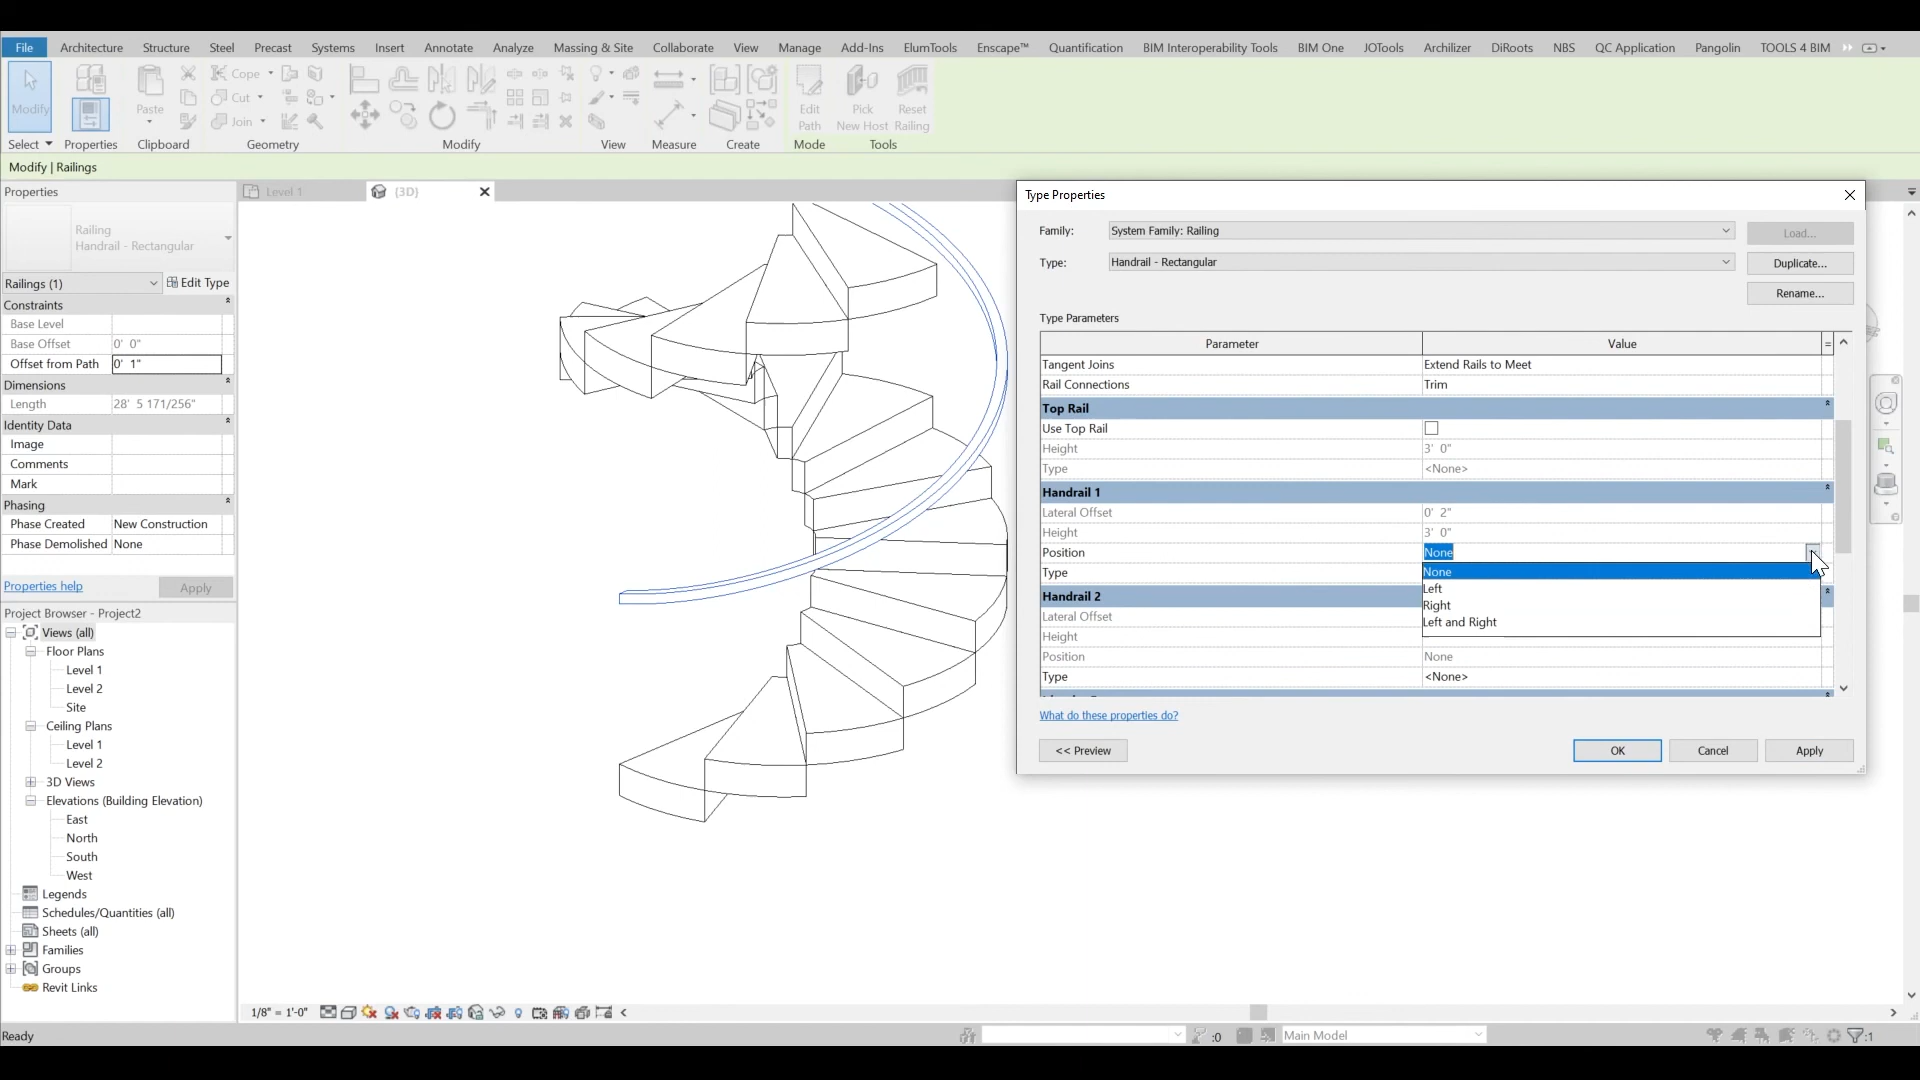 File Architecture Structure Steel Precast Systems Insert Annotate Analyze Massing & Site Collaborate View Manage Add-Ins ElumTools Enscape™ Quantification BIM Interoperability Tools BIM One JOTools Archilizer DiRoots NBS QC Application Pangolin TOOLS 4 BIM
Modify
Paste
Cope
Cut
Join
Edit Path
Pick New Host
Reset Railing
Select Properties Clipboard Geometry Modify View Measure Create Mode Tools
Modify | Railings
Properties
Level 1
{3D}
Railing
Handrail - Rectangular
Railings (1)
Edit Type
Constraints
Base Level
Base Offset 0' 0"
Offset from Path 0' 1"
Dimensions
Length 28' 5 171/256"
Identity Data
Image
Comments
Mark
Phasing
Phase Created New Construction
Phase Demolished None
Properties help
Apply
Project Browser - Project2
Views (all)
Floor Plans
Level 1
Level 2
Site
Ceiling Plans
Level 1
Level 2
3D Views
Elevations (Building Elevation)
East
North
South
West
Legends
Schedules/Quantities (all)
Sheets (all)
Families
Groups
Revit Links
Type Properties
Family: System Family: Railing Load...
Type: Handrail - Rectangular Duplicate...
Rename...
Type Parameters
Parameter Value =
Tangent Joins Extend Rails to Meet
Rail Connections Trim
Top Rail
Use Top Rail
Height 3' 0"
Type <None>
Handrail 1
Lateral Offset 0' 2"
Height 3' 0"
Position None
Type
None
Left
Right
Left and Right
Handrail 2
Lateral Offset
Height
Position None
Type <None>
What do these properties do?
<< Preview OK Cancel Apply
1/8" = 1'-0"
Ready
:0
Main Model
:1